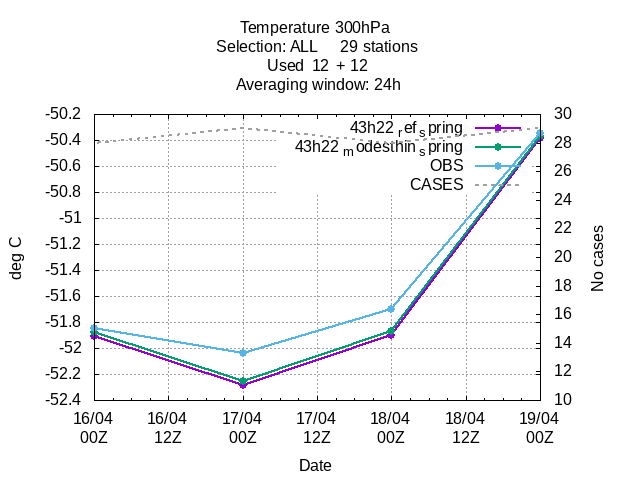 Temperature 300hPa
Selection: ALL 29 stations
Used 12 + 12
Averaging window: 24h
-50.2
-50.4
-50.6
-50.8
-51
-51.2
-51.4
-51.6
-51.8
-52
-52.2
-52.4
deg C
43h22 ref spring
43h22 modeshin spring
OBS
CASES
30
28
26
24
22
20
18
16
14
12
10
No cases
16/04 16/04 17/04 17/04 18/04 18/04 19/04
00Z 12Z 00Z 12Z 00Z 12Z 00Z
Date